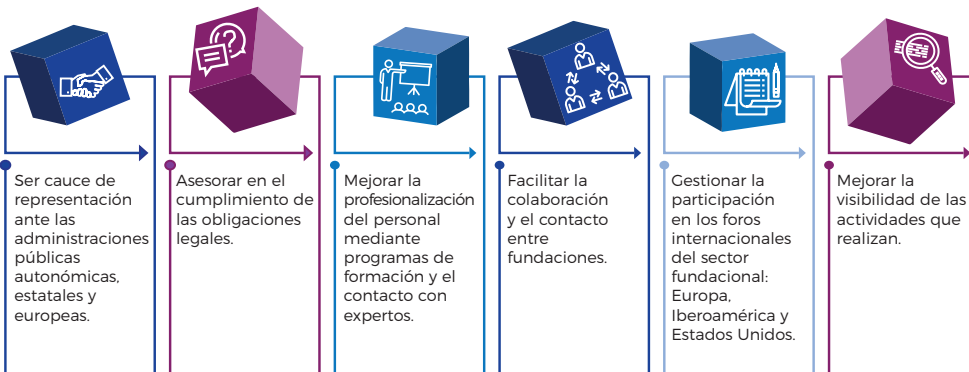 Ser cauce de
representación
ante las
administraciones
públicas
autonómicas,
estatales y
europeas.
Asesorar en el
cumplimiento de
las obligaciones
legales.
Mejorar la
profesionalización
del personal
mediante
programas de
formación y el
contacto con
expertos.
Facilitar la
colaboración
y el contacto
entre
fundaciones.
Gestionar la
participación
en los foros
internacionales
del sector
fundacional:
Europa,
Iberoamérica y
Estados Unidos.
Mejorar la
visibilidad de las
actividades que
realizan.